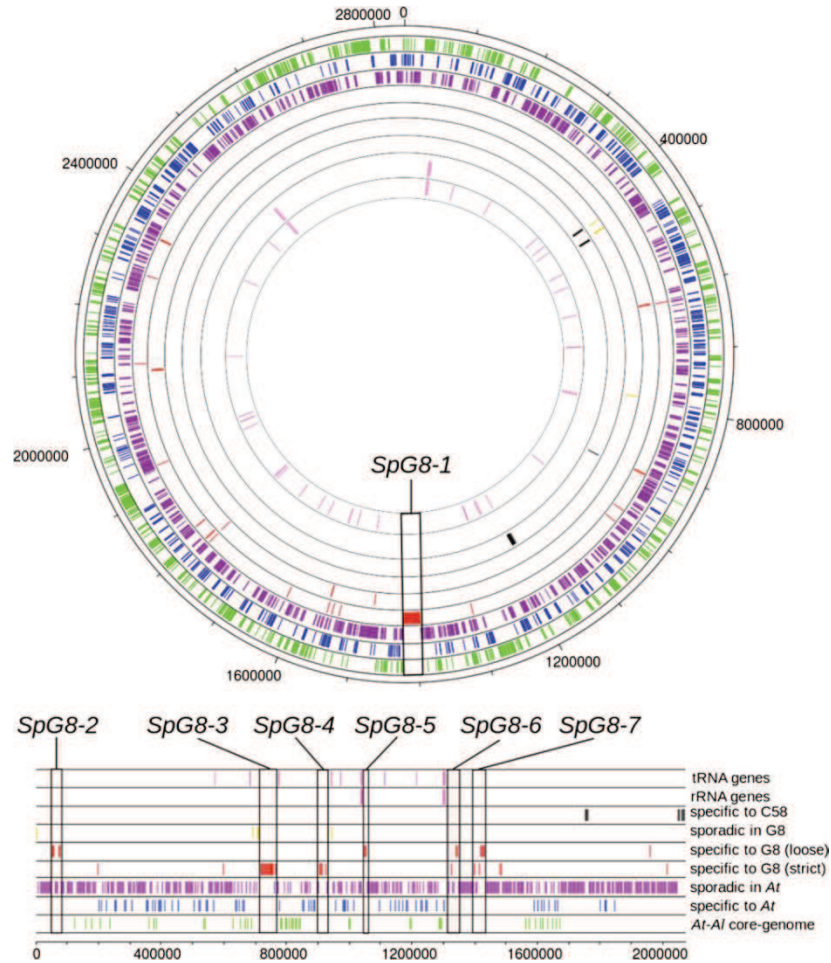 2800000 0
400000
2400000
800000
SpG8-1
2000000
1200000
1600000
SpG8-2 SpG8-3 SpG8-4 SpG8-5 SpG8-6 SpG8-7
tRNA genes
rRNA genes
specific to C58
sporadic in G8
specific to G8 (loose)
specific to G8 (strict)
sporadic in At
specific to At
At-Al core-genome
0 400000 800000 1200000 1600000 2000000